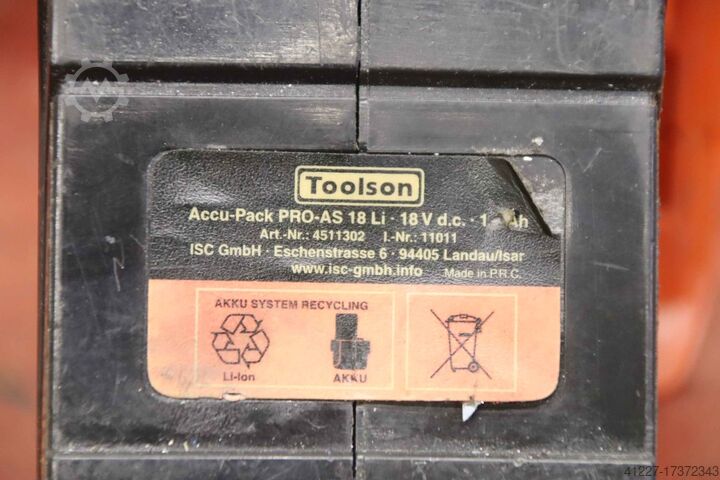 Toolson
Accu-Pack PRO-AS 18 Li · 18 V d.c. · 1 Ah
Art.-Nr.: 4511302 I.-Nr.: 11011
ISC GmbH · Eschenstrasse 6 · 94405 Landau/Isar
www.isc-gmbh.info Made in P.R.C.
AKKU SYSTEM RECYCLING
Li-Ion AKKU
41227-17372343